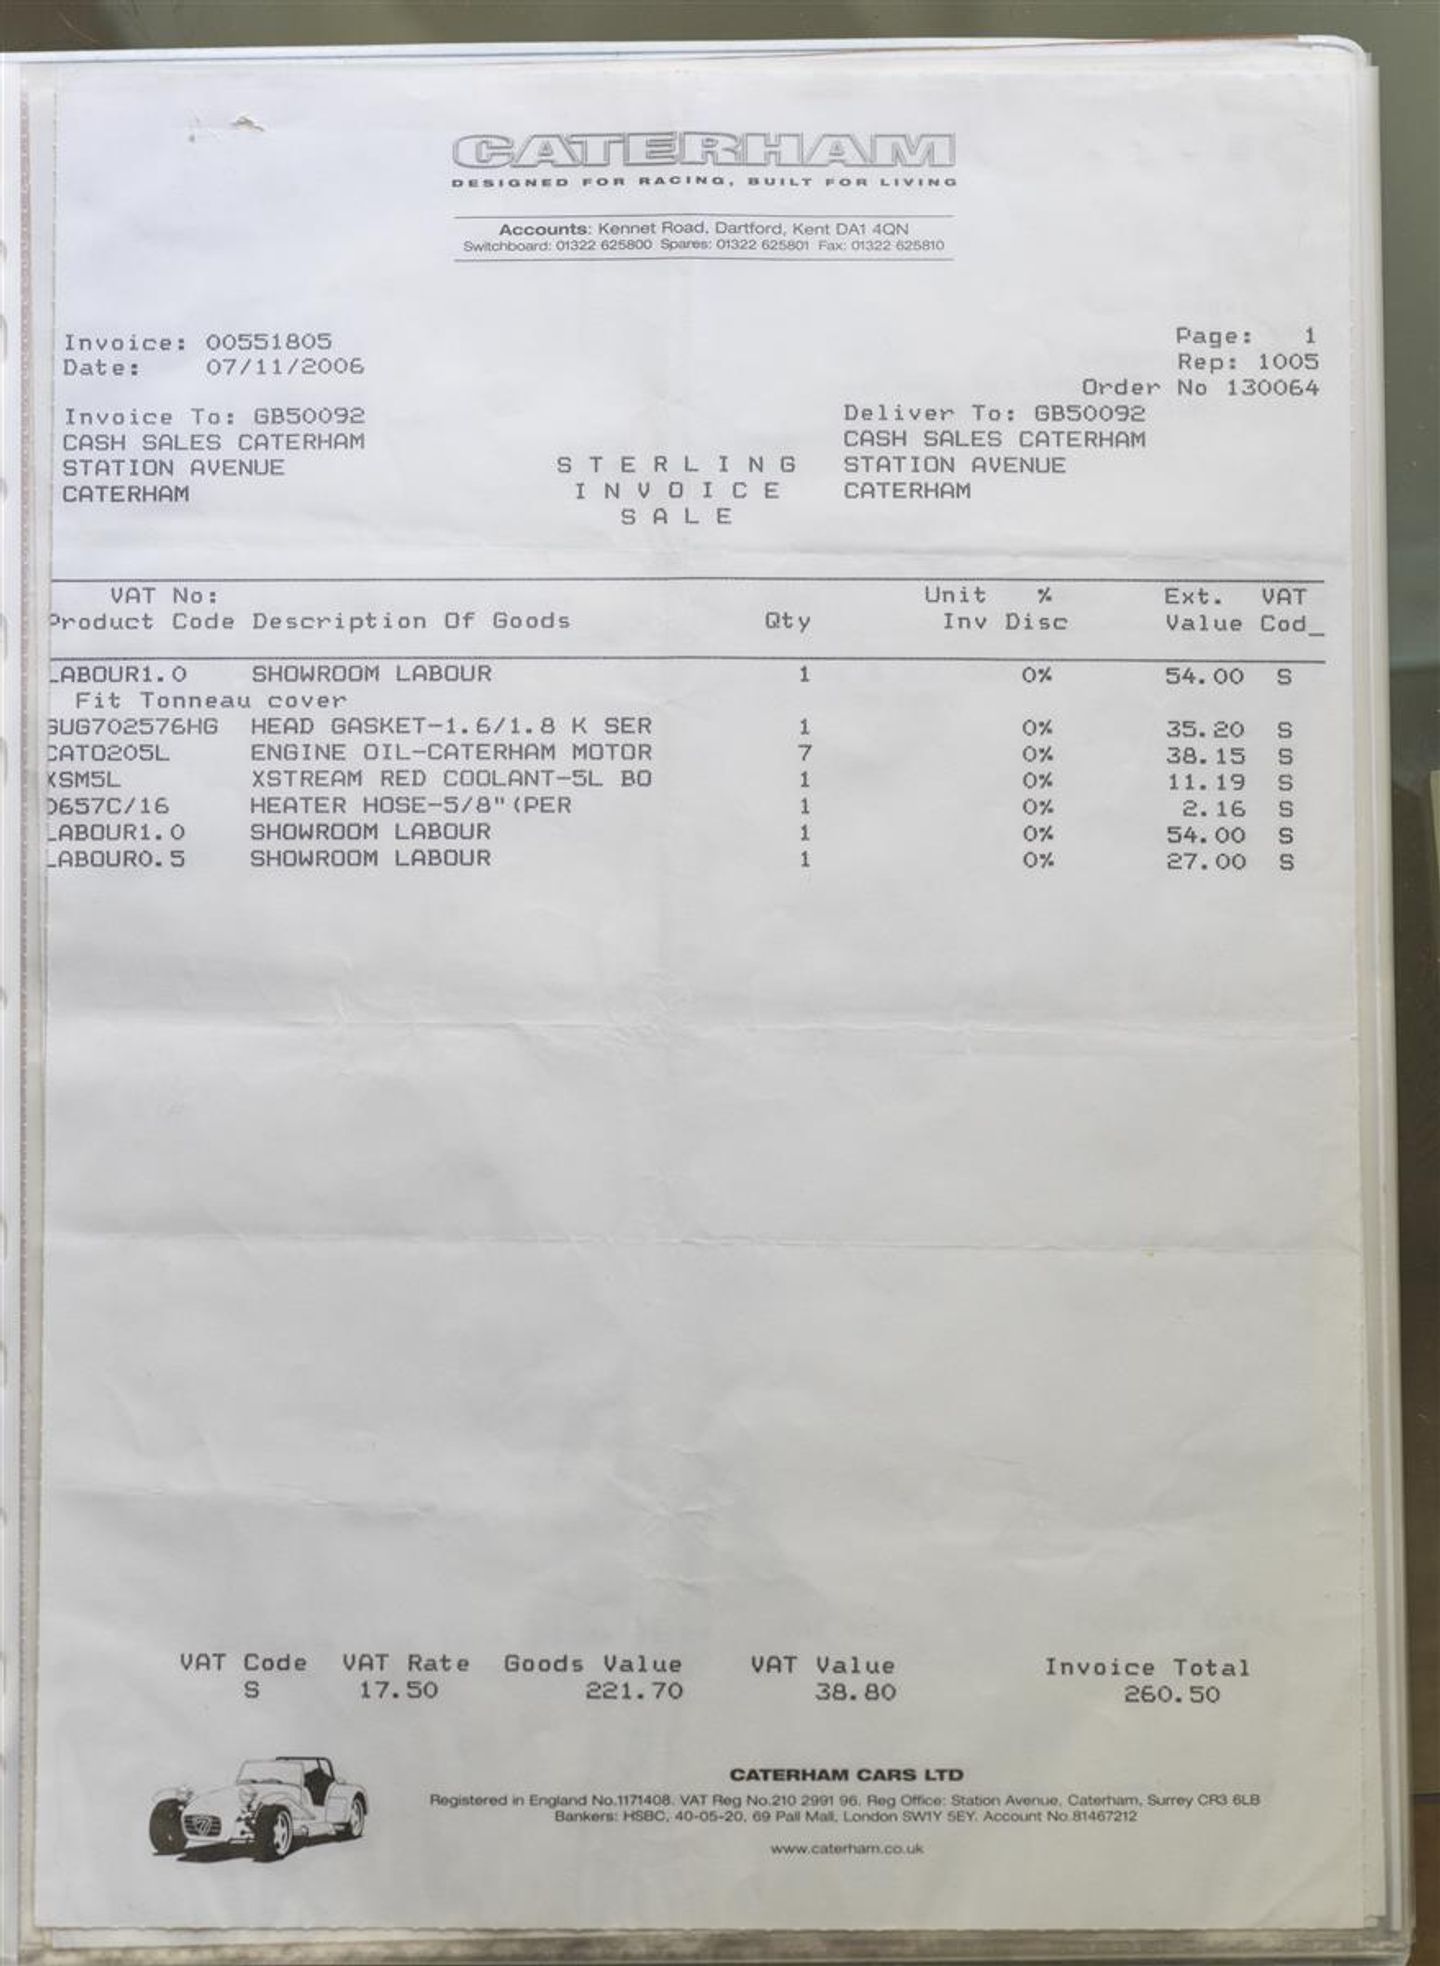 CATERHAM
DESIGNED FOR RACING, BUILT FOR LIVING
Accounts: Kennet Road, Dartford, Kent DA1 4QN
Switchboard: 01322 625800 Spares: 01322 625801 Fax: 01322 625810
Invoice: 00551805 Page: 1
Date: 07/11/2006 Rep: 1005
Order No 130064
Invoice To: GB50092 Deliver To: GB50092
CASH SALES CATERHAM CASH SALES CATERHAM
STATION AVENUE STERLING STATION AVENUE
CATERHAM INVOICE CATERHAM
SALE
VAT No: Unit % Ext. VAT
Product Code Description Of Goods Qty Inv Disc Value Cod_
LABOUR1.0 SHOWROOM LABOUR 1 0% 54.00 S
Fit Tonneau cover
GUG702576HG HEAD GASKET-1.6/1.8 K SER 1 0% 35.20 S
CATO205L ENGINE OIL-CATERHAM MOTOR 7 0% 38.15 S
XSM5L XSTREAM RED COOLANT-5L BO 1 0% 11.19 S
D657C/16 HEATER HOSE-5/8"(PER 1 0% 2.16 S
LABOUR1.0 SHOWROOM LABOUR 1 0% 54.00 S
LABOUR0.5 SHOWROOM LABOUR 1 0% 27.00 S
VAT Code VAT Rate Goods Value VAT Value Invoice Total
S 17.50 221.70 38.80 260.50
CATERHAM CARS LTD
Registered in England No.1171408. VAT Reg No.210 2991 96. Reg Office: Station Avenue, Caterham, Surrey CR3 6LB
Bankers: HSBC, 40-05-20, 69 Pall Mall, London SW1Y 5EY. Account No.81467212
www.caterham.co.uk